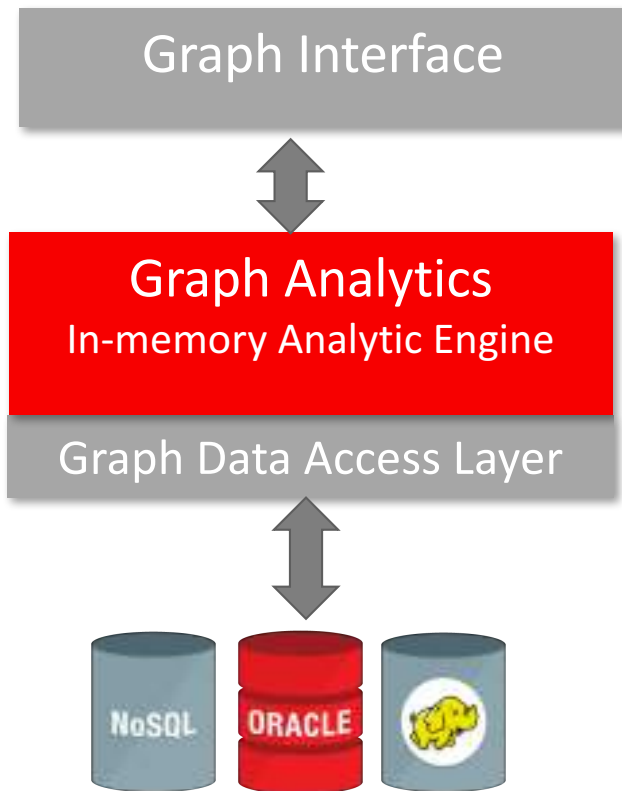 Graph Interface
Graph Analytics
In-memory Analytic Engine
Graph Data Access Layer
NoSQL
ORACLE